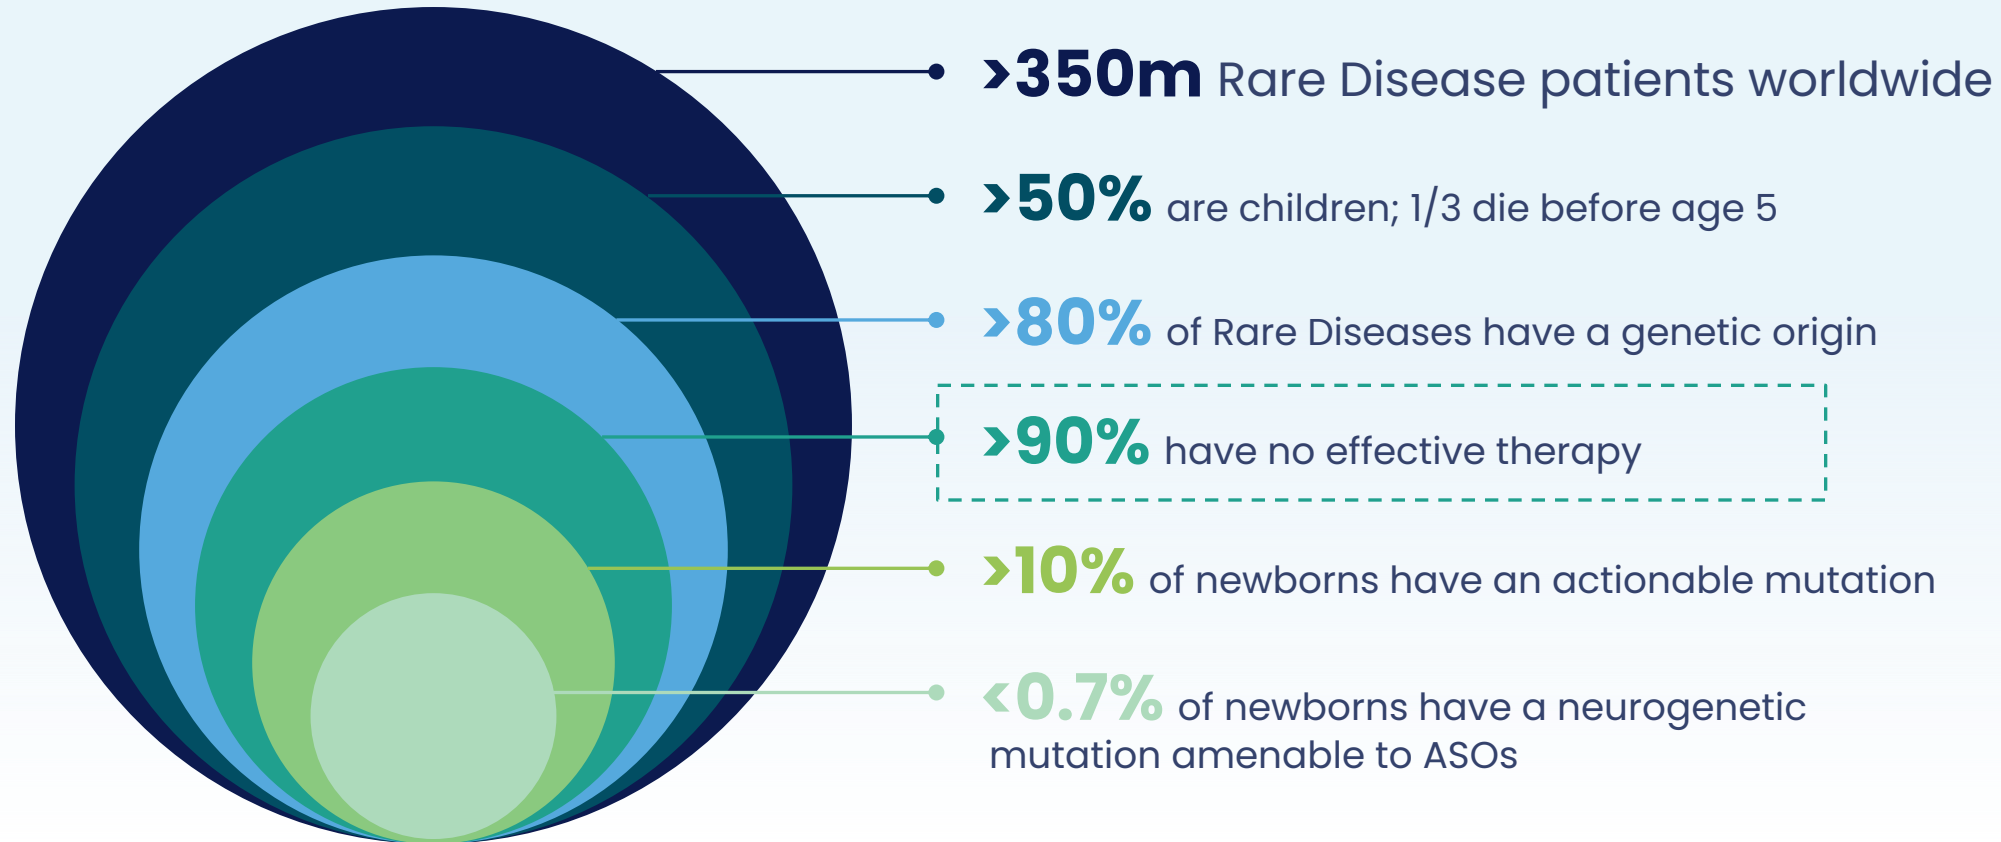 >350m Rare Disease patients worldwide
>50% are children; 1/3 die before age 5
>80% of Rare Diseases have a genetic origin
>90% have no effective therapy
>10% of newborns have an actionable mutation
<0.7% of newborns have a neurogenetic
mutation amenable to ASOs